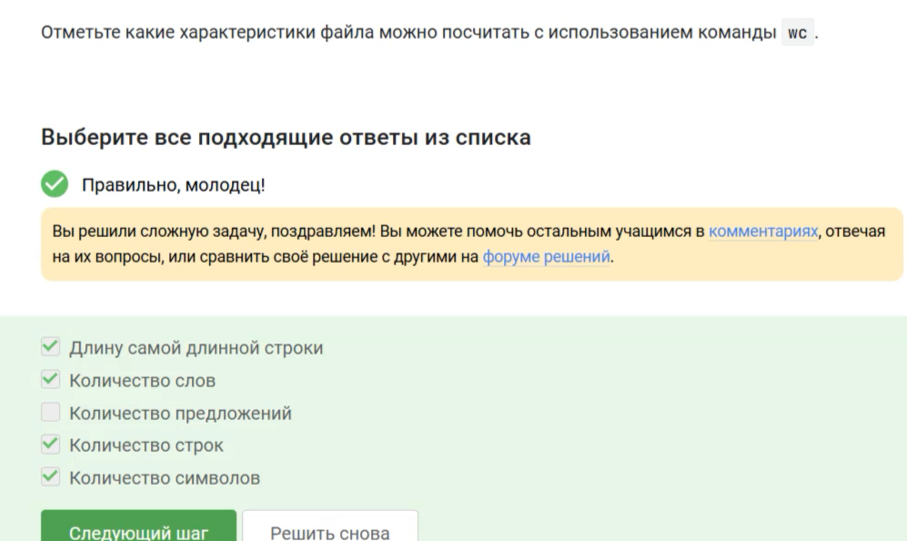 Отметьте какие характеристики файла можно посчитать с использованием команды wc.
Выберите все подходящие ответы из списка
Правильно, молодец!
Вы решили сложную задачу, поздравляем! Вы можете помочь остальным учащимся в комментариях, отвечая
на их вопросы, или сравнить своё решение с другими на форуме решений.
Длину самой длинной строки
Количество слов
Количество предложений
Количество строк
Количество символов
Следующий шаг Решить снова